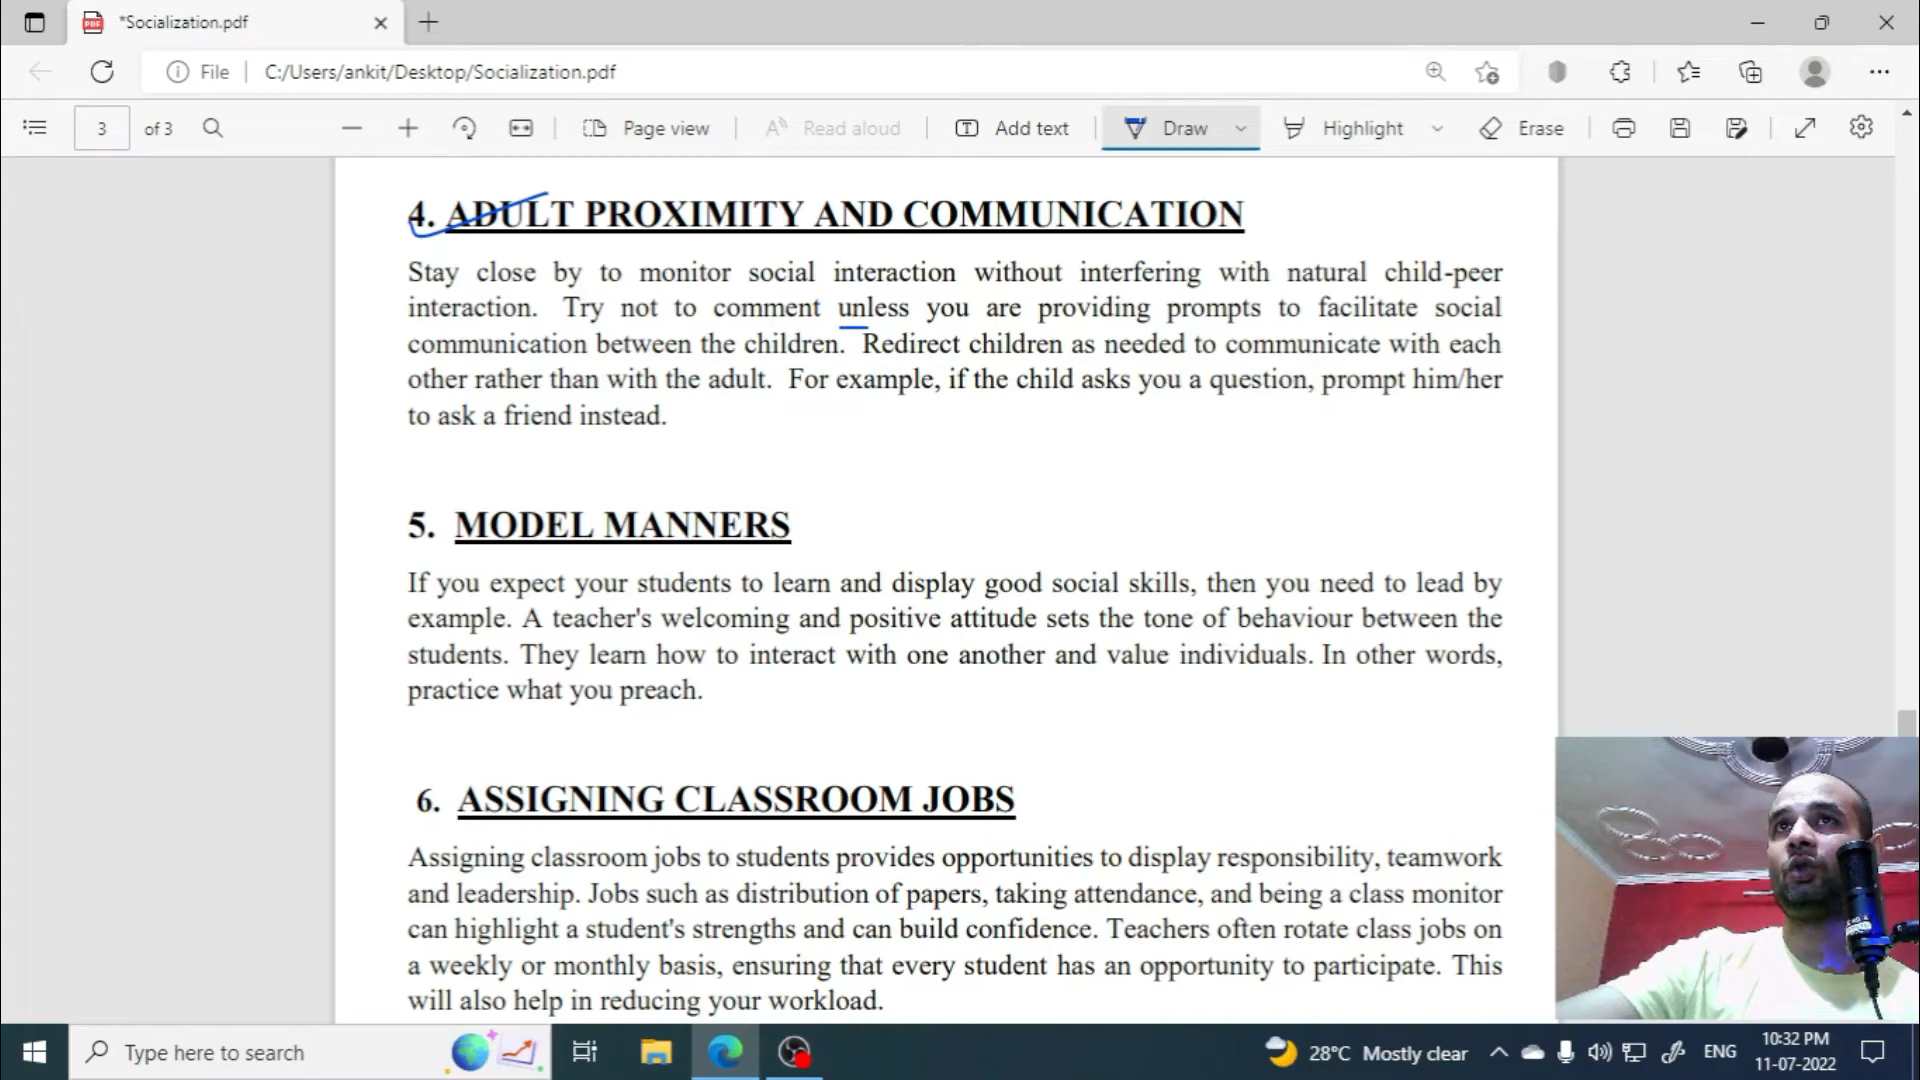 *Socialization.pdf
File
C:/Users/ankit/Desktop/Socialization.pdf
3 of 3
Page view
Read aloud
Add text
Draw
Highlight
Erase
4. ADULT PROXIMITY AND COMMUNICATION
Stay close by to monitor social interaction without interfering with natural child-peer
interaction. Try not to comment unless you are providing prompts to facilitate social
communication between the children. Redirect children as needed to communicate with each
other rather than with the adult. For example, if the child asks you a question, prompt him/her
to ask a friend instead.
5. MODEL MANNERS
If you expect your students to learn and display good social skills, then you need to lead by
example. A teacher's welcoming and positive attitude sets the tone of behaviour between the
students. They learn how to interact with one another and value individuals. In other words,
practice what you preach.
6. ASSIGNING CLASSROOM JOBS
Assigning classroom jobs to students provides opportunities to display responsibility, teamwork
and leadership. Jobs such as distribution of papers, taking attendance, and being a class monitor
can highlight a student's strengths and can build confidence. Teachers often rotate class jobs on
a weekly or monthly basis, ensuring that every student has an opportunity to participate. This
will also help in reducing your workload.
Type here to search
28°C Mostly clear
ENG
10:32 PM
11-07-2022